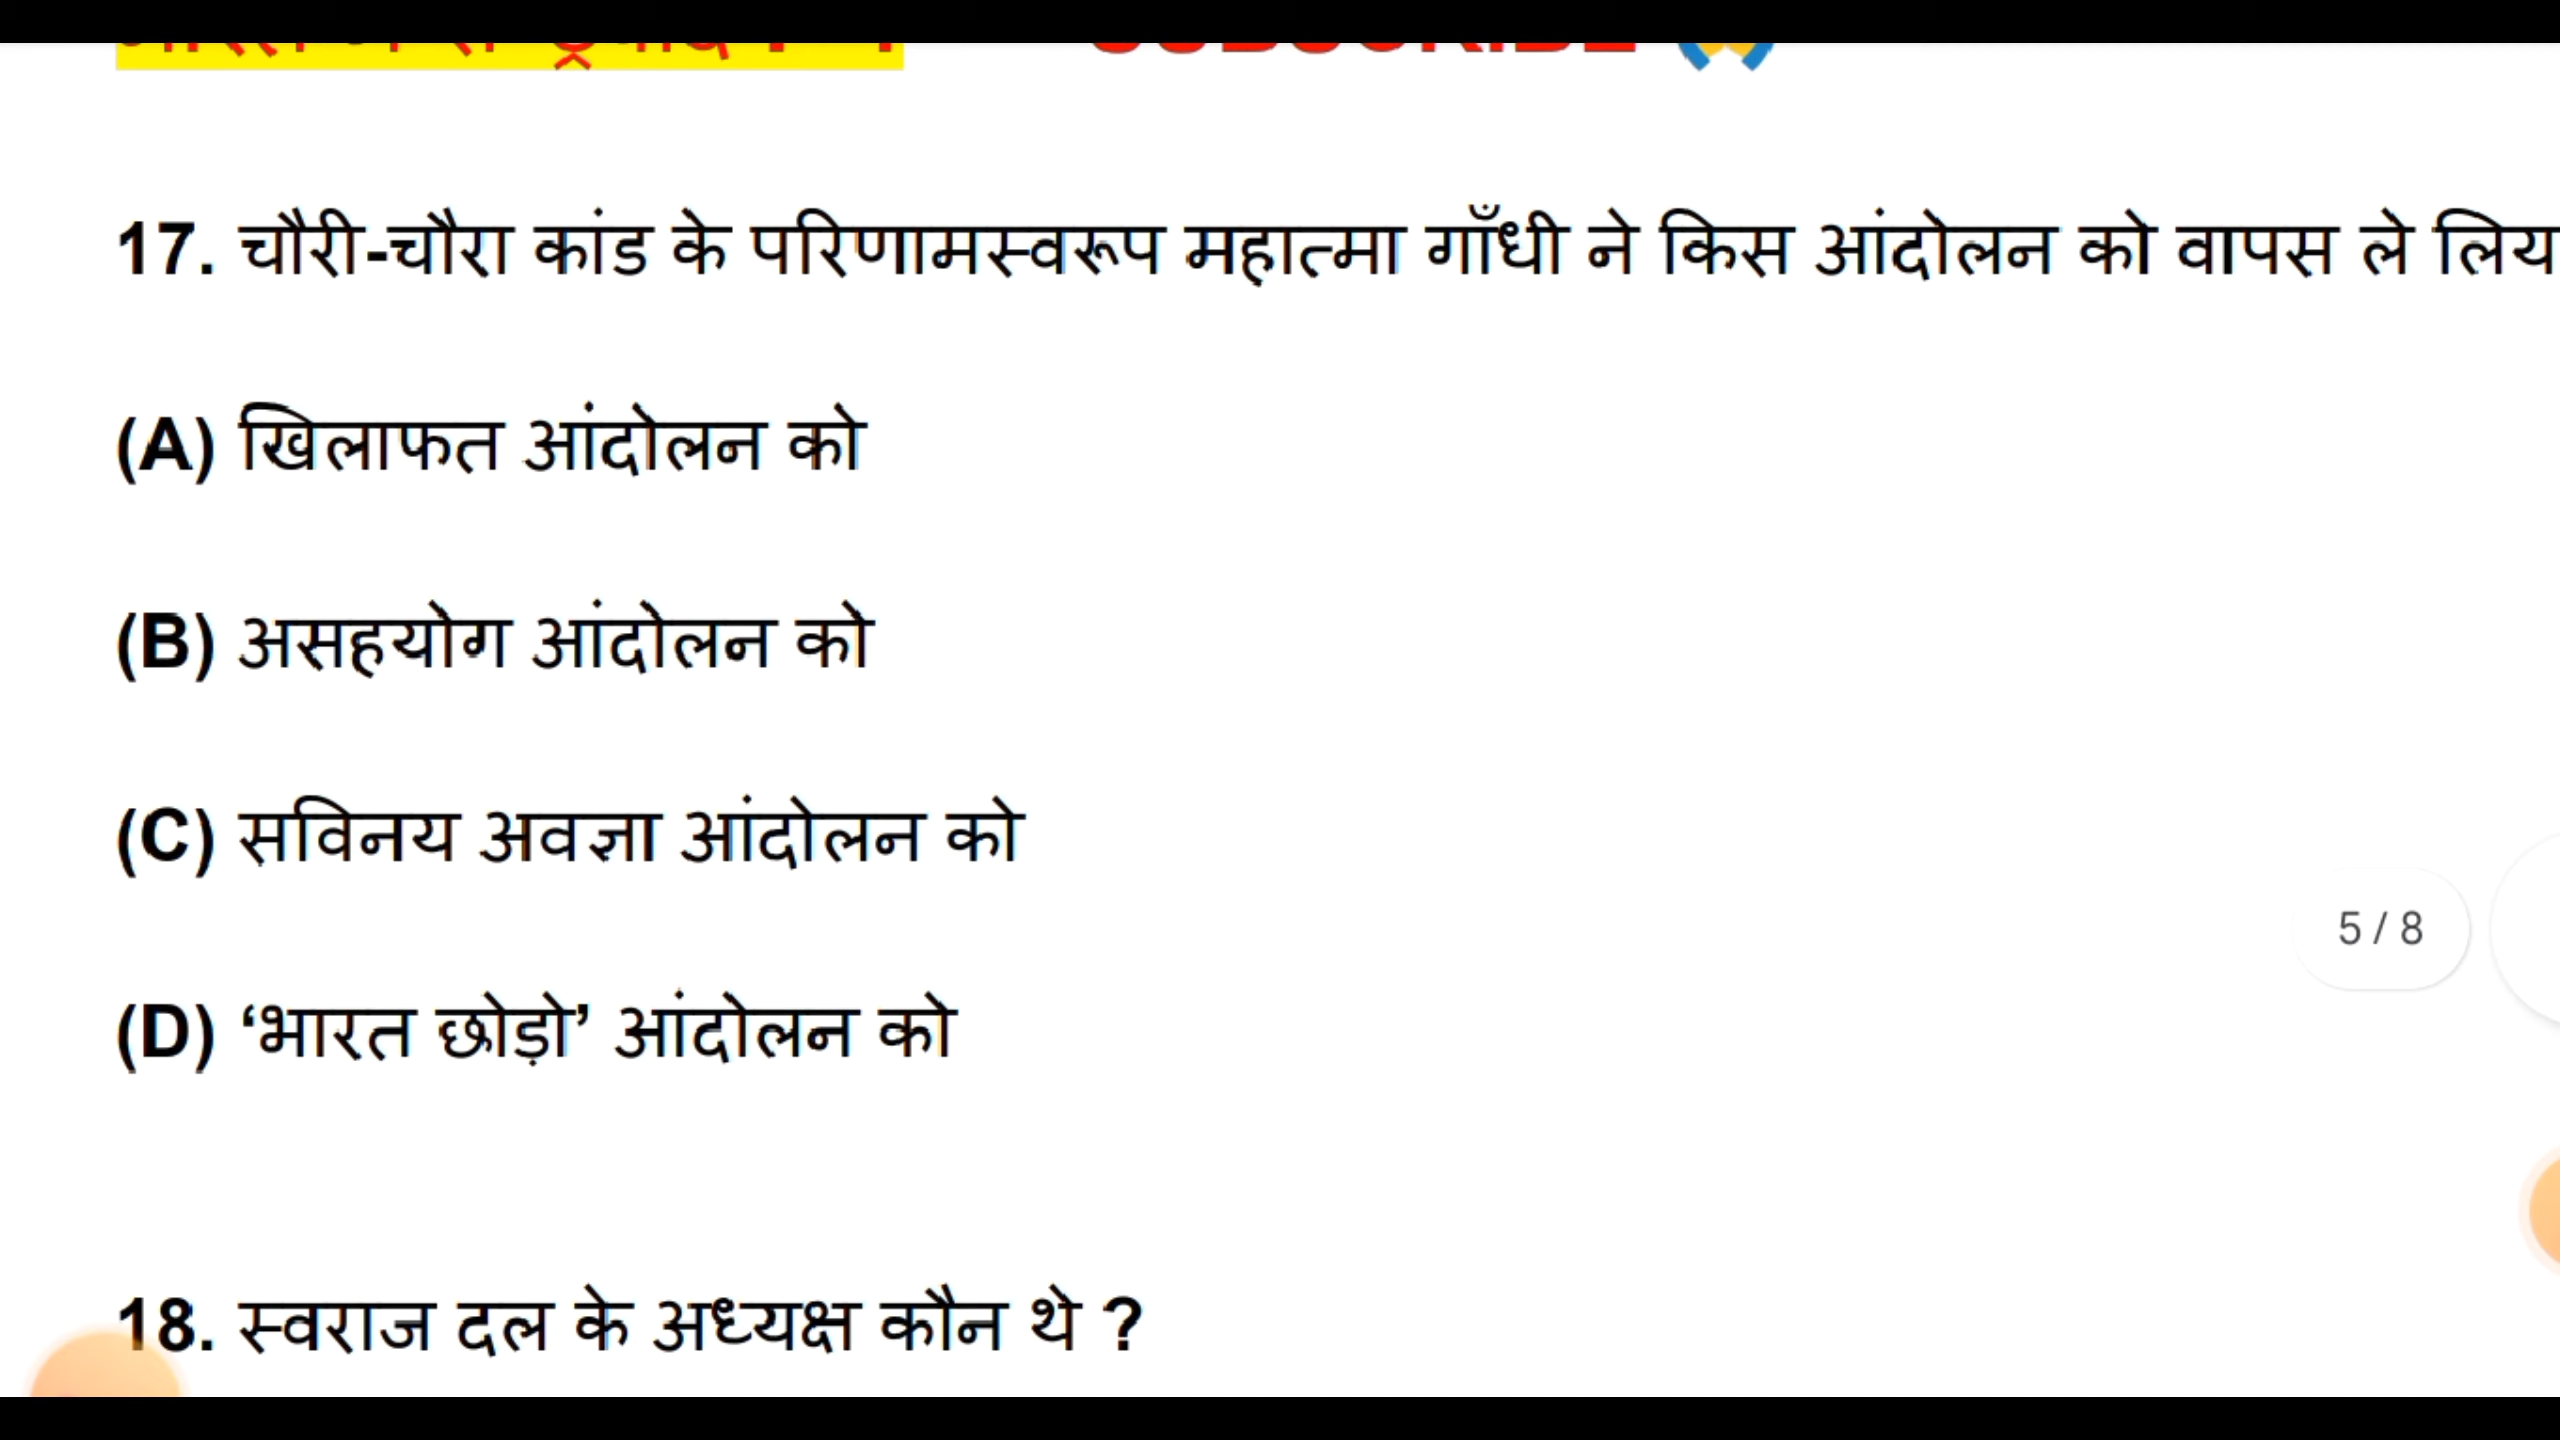 17. चौरी-चौरा कांड के परिणामस्वरूप महात्मा गाँधी ने किस आंदोलन को वापस ले लिय
(A) खिलाफत आंदोलन को
(B) असहयोग आंदोलन को
(C) सविनय अवज्ञा आंदोलन को
(D) ‘भारत छोड़ो’ आंदोलन को
5 / 8
18. स्वराज दल के अध्यक्ष कौन थे ?